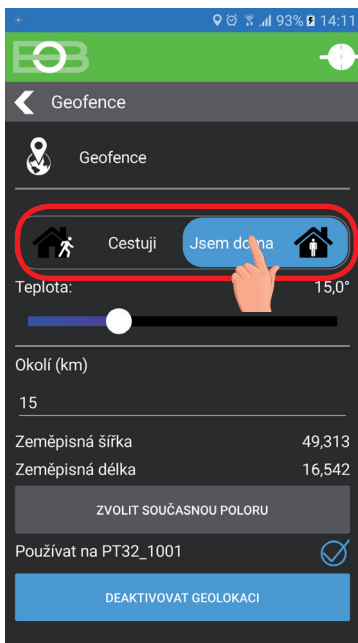 93% 14:11
EOB
Geofence
Geofence
Cestuji Jsem doma
Teplota: 15,0°
Okolí (km)
15
Zeměpisná šířka 49,313
Zeměpisná délka 16,542
ZVOLIT SOUČASNOU POLORU
Používat na PT32_1001
DEAKTIVOVAT GEOLOKACI